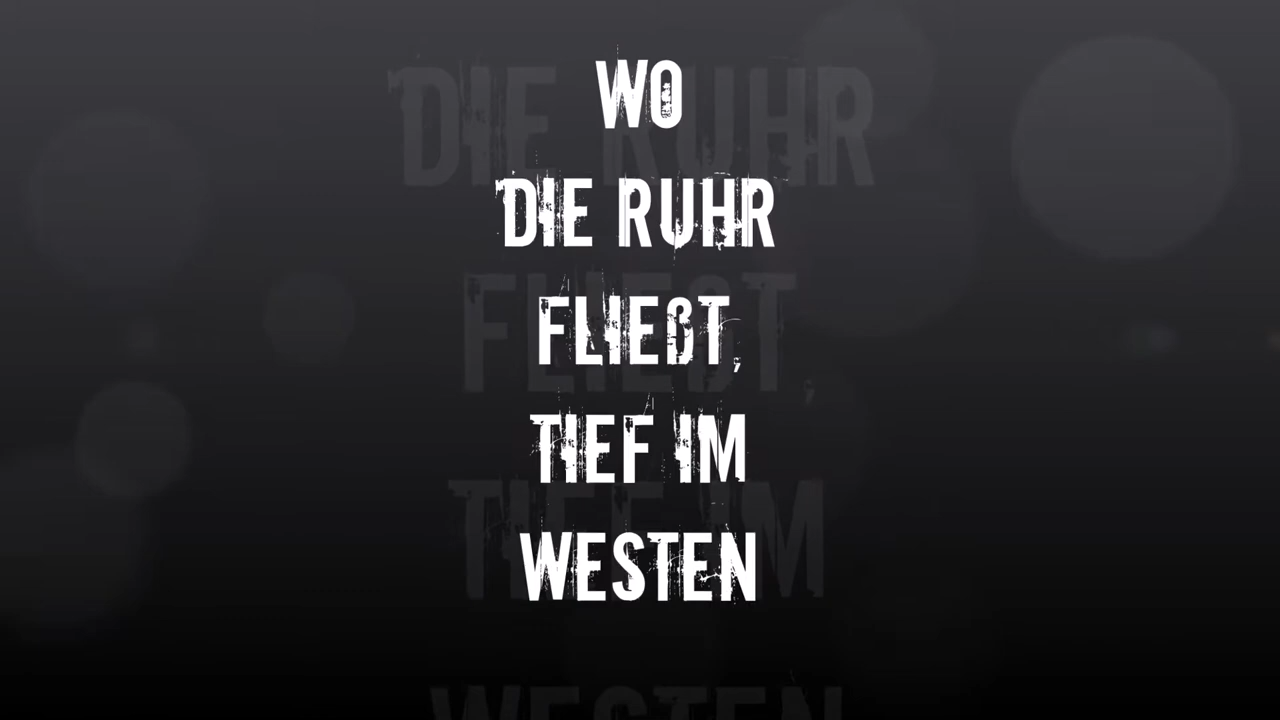 WO
DIE RUHR
FLIEßT,
TIEF IM
WESTEN